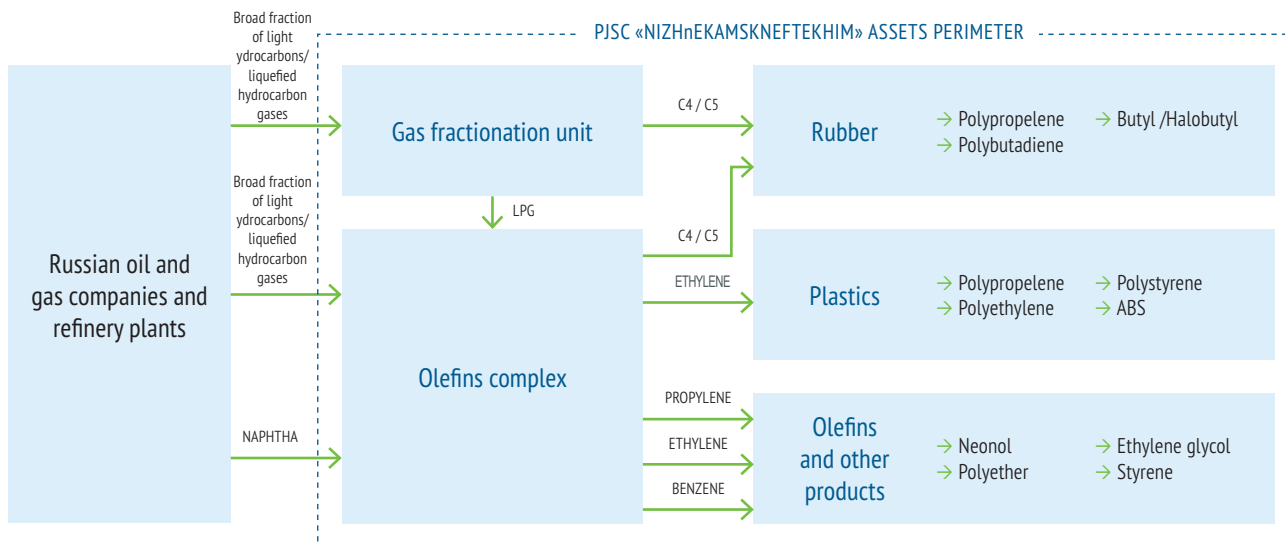 Broad fraction
of light
ydrocarbons/
liquefied
hydrocarbon
gases
PJSC «NIZHnEKAMSKNEFTEKHIM» ASSETS PERIMETER
Gas fractionation unit
C4 / C5
Rubber
→ Polypropelene
→ Polybutadiene
→ Butyl /Halobutyl
Broad fraction
of light
ydrocarbons/
liquefied
hydrocarbon
gases
LPG
Russian oil and
gas companies and
refinery plants
C4 / C5
ETHYLENE
Plastics
→ Polypropelene
→ Polyethylene
→ Polystyrene
→ ABS
Olefins complex
NAPHTHA
PROPYLENE
ETHYLENE
BENZENE
Olefins
and other
products
→ Neonol
→ Polyether
→ Ethylene glycol
→ Styrene